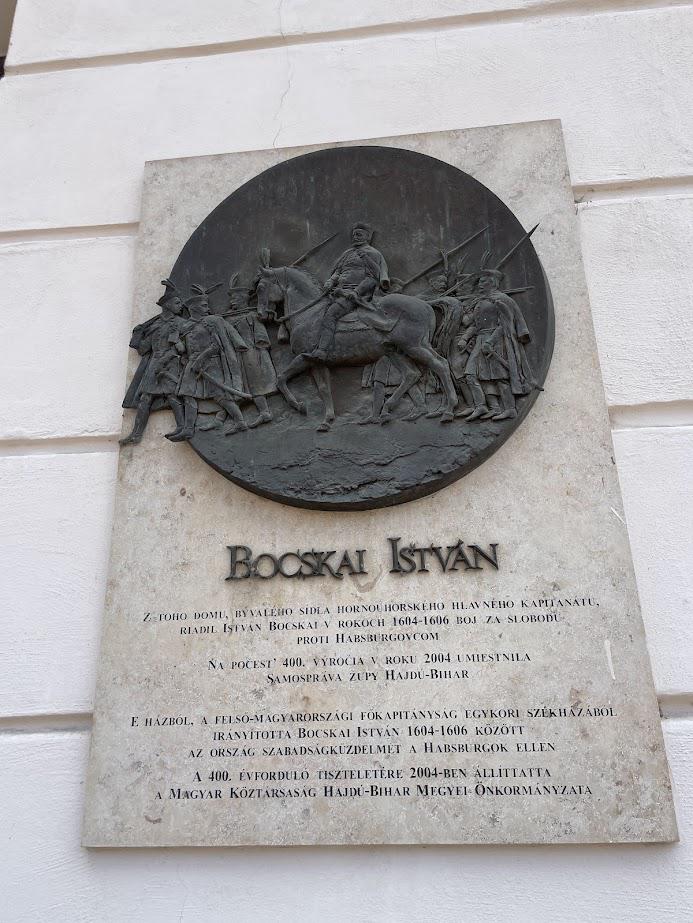 Bocskai István
Z TOHO DOMU, BÝVALÉHO SÍDLA HORNOUHORSKÉHO HLAVNÉHO KAPITANÁTU,
RIADIL ISTVÁN BOCSKAI V ROKOCH 1604-1606 BOJ ZA SLOBODU
PROTI HABSBURGOVCOM
NA POČESŤ 400. VÝROČIA V ROKU 2004 UMIESTNILA
SAMOSPRÁVA ŽUPY HAJDÚ-BIHAR
E HÁZBÓL, A FELSŐ-MAGYARORSZÁGI FŐKAPITÁNYSÁG EGYKORI SZÉKHÁZÁBÓL
IRÁNYÍTOTTA BOCSKAI ISTVÁN 1604-1606 KÖZÖTT
AZ ORSZÁG SZABADSÁGKÜZDELMET A HABSBURGOK ELLEN
A 400. ÉVFORDULÓ TISZTELETÉRE 2004-BEN ÁLLÍTTATTA
A MAGYAR KÖZTÁRSASÁG HAJDÚ-BIHAR MEGYEI ÖNKORMÁNYZATA